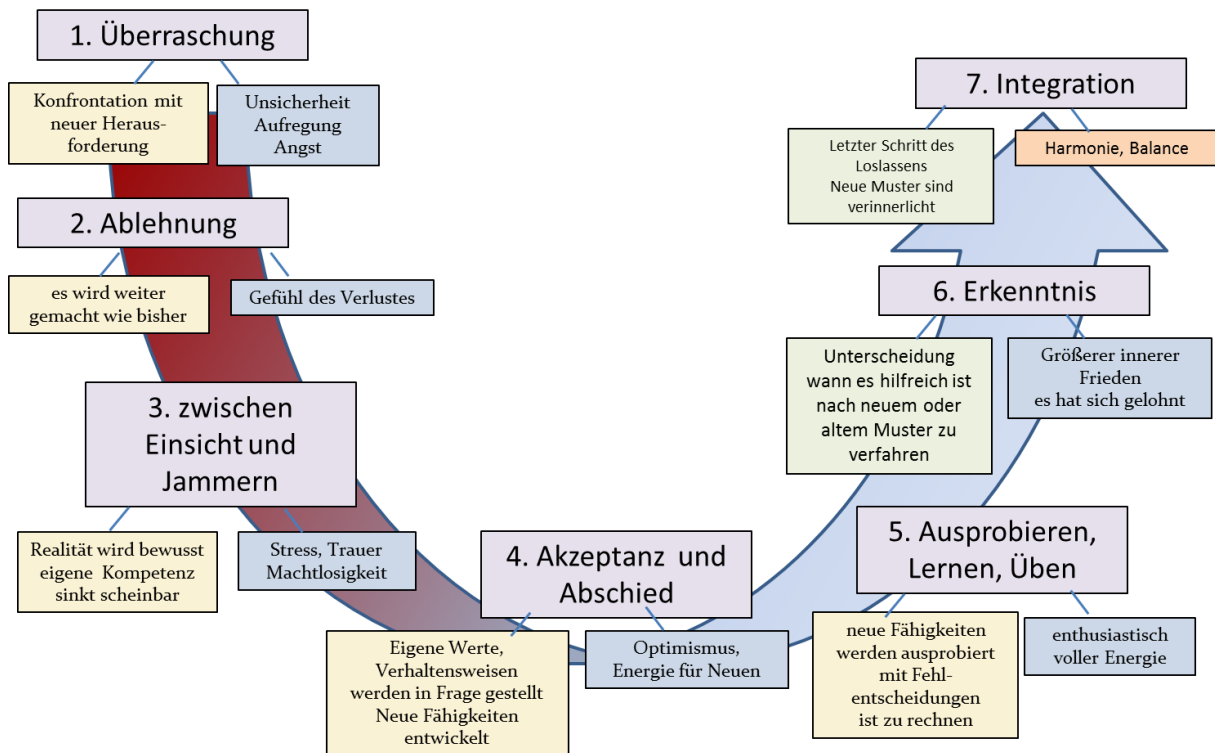 1. Überraschung
Konfrontation mit
neuer Heraus-
forderung
Unsicherheit
Aufregung
Angst
2. Ablehnung
es wird weiter
gemacht wie bisher
Gefühl des Verlustes
3. zwischen
Einsicht und
Jammern
Realität wird bewusst
eigene Kompetenz
sinkt scheinbar
Stress, Trauer
Machtlosigkeit
4. Akzeptanz und
Abschied
Eigene Werte,
Verhaltensweisen
werden in Frage gestellt
Neue Fähigkeiten
entwickelt
Optimismus,
Energie für Neuen
5. Ausprobieren,
Lernen, Üben
neue Fähigkeiten
werden ausprobiert
mit Fehl-
entscheidungen
ist zu rechnen
enthusiastisch
voller Energie
6. Erkenntnis
Unterscheidung
wann es hilfreich ist
nach neuem oder
altem Muster zu
verfahren
Größerer innerer
Frieden
es hat sich gelohnt
7. Integration
Letzter Schritt des
Loslassens
Neue Muster sind
verinnerlicht
Harmonie, Balance